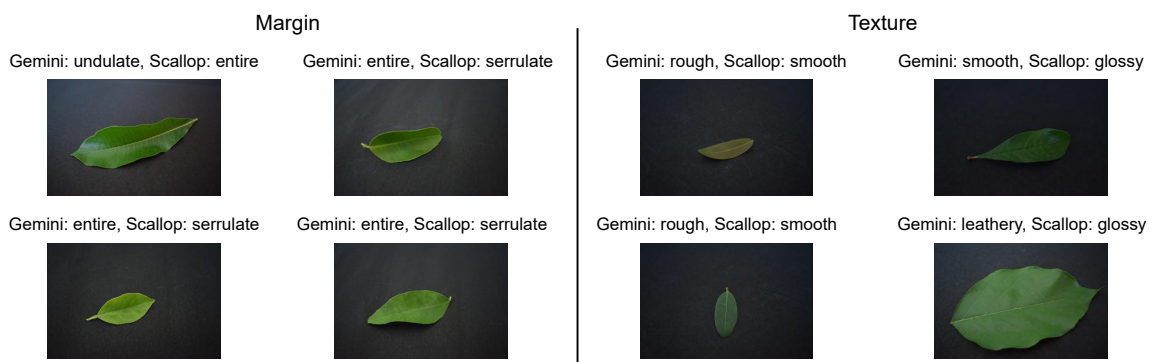 Margin
Texture
Gemini: undulate, Scallop: entire
Gemini: entire, Scallop: serrulate
Gemini: rough, Scallop: smooth
Gemini: smooth, Scallop: glossy
Gemini: entire, Scallop: serrulate
Gemini: entire, Scallop: serrulate
Gemini: rough, Scallop: smooth
Gemini: leathery, Scallop: glossy